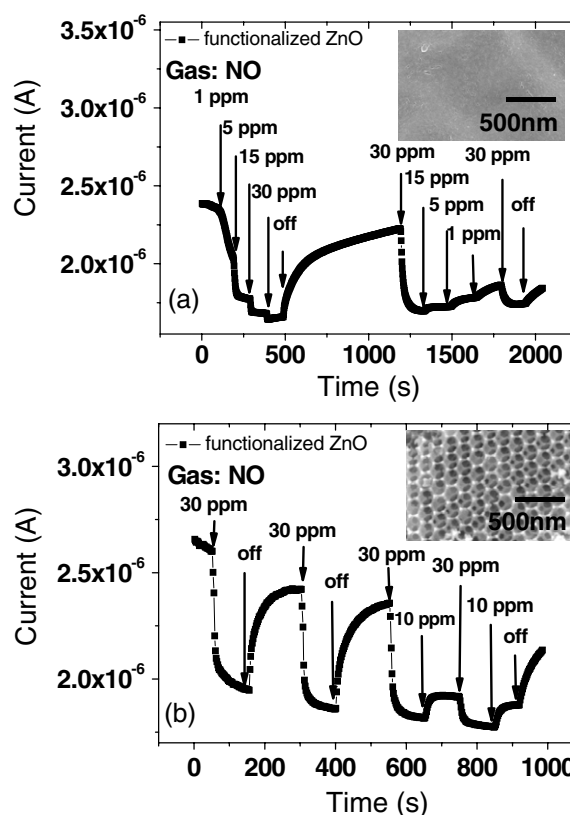 3.5x10⁻⁶
3.0x10⁻⁶
2.5x10⁻⁶
2.0x10⁻⁶
Current (A)
functionalized ZnO
Gas: NO
1 ppm
5 ppm
15 ppm
30 ppm
off
30 ppm
15 ppm
5 ppm
1 ppm
30 ppm
off
500nm
(a)
0 500 1000 1500 2000
Time (s)
3.0x10⁻⁶
2.5x10⁻⁶
2.0x10⁻⁶
Current (A)
functionalized ZnO
Gas: NO
30 ppm
off
30 ppm
off
30 ppm
10 ppm
30 ppm
10 ppm
off
500nm
(b)
0 200 400 600 800 1000
Time (s)